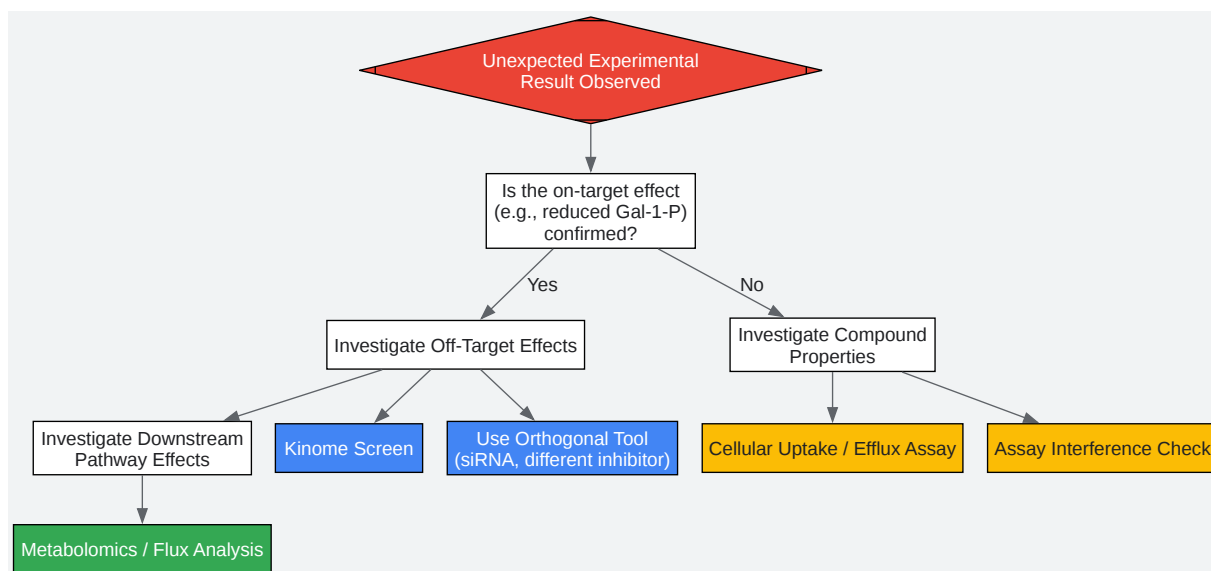 Unexpected Experimental
Result Observed
Is the on-target effect
(e.g., reduced Gal-1-P)
confirmed?
Yes
No
Investigate Off-Target Effects
Investigate Compound
Properties
Investigate Downstream
Pathway Effects
Kinome Screen
Use Orthogonal Tool
(siRNA, different inhibitor)
Cellular Uptake / Efflux Assay
Assay Interference Check
Metabolomics / Flux Analysis